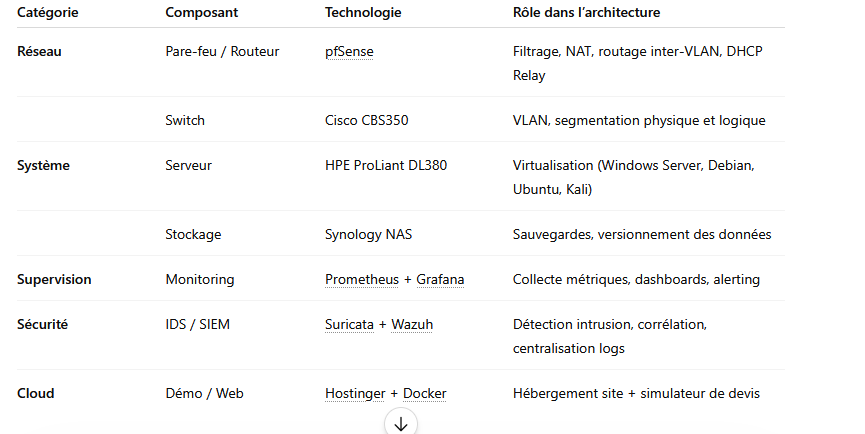 Catégorie Composant Technologie Rôle dans l’architecture
Réseau Pare-feu / Routeur pfSense Filtrage, NAT, routage inter-VLAN, DHCP
Relay
Switch Cisco CBS350 VLAN, segmentation physique et logique
Système Serveur HPE ProLiant DL380 Virtualisation (Windows Server, Debian,
Ubuntu, Kali)
Stockage Synology NAS Sauvegardes, versionnement des données
Supervision Monitoring Prometheus + Grafana Collecte métriques, dashboards, alerting
Sécurité IDS / SIEM Suricata + Wazuh Détection intrusion, corrélation,
centralisation logs
Cloud Démo / Web Hostinger + Docker Hébergement site + simulateur de devis